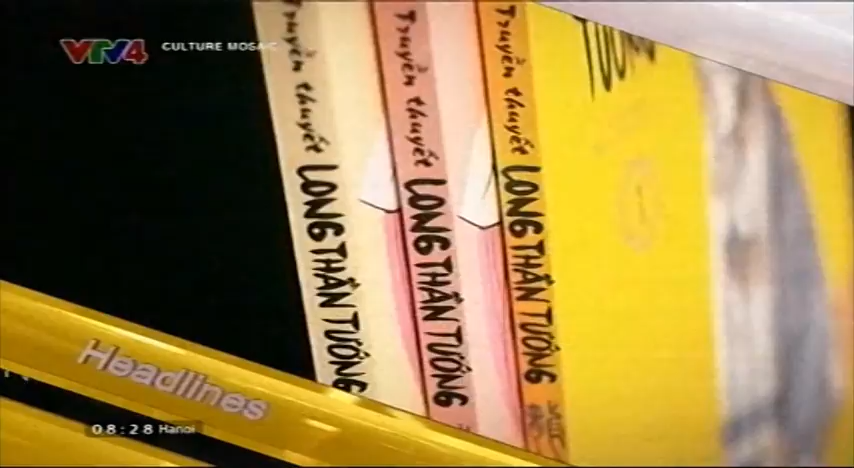 VTV4
CULTURE MOSAIC
Truyền thuyết LONG THẦN TƯỚNG
Truyền thuyết LONG THẦN TƯỚNG
Truyền thuyết LONG THẦN TƯỚNG
TƯỚNG
Headlines
08:28 Hanoi